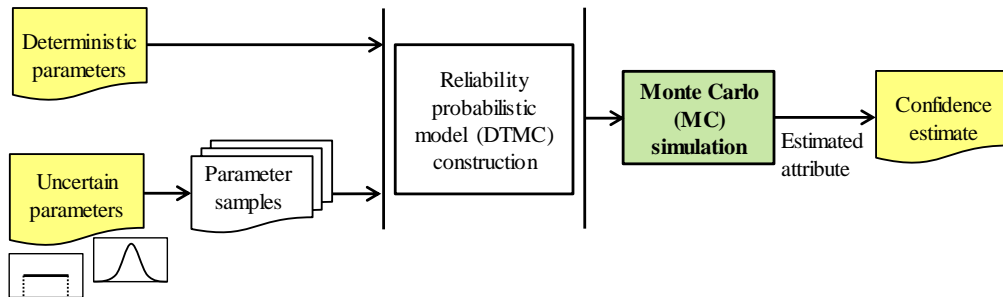 Deterministic
parameters
Uncertain
parameters
Parameter
samples
Reliability
probabilistic
model (DTMC)
construction
Monte Carlo
(MC)
simulation
Estimated
attribute
Confidence
estimate